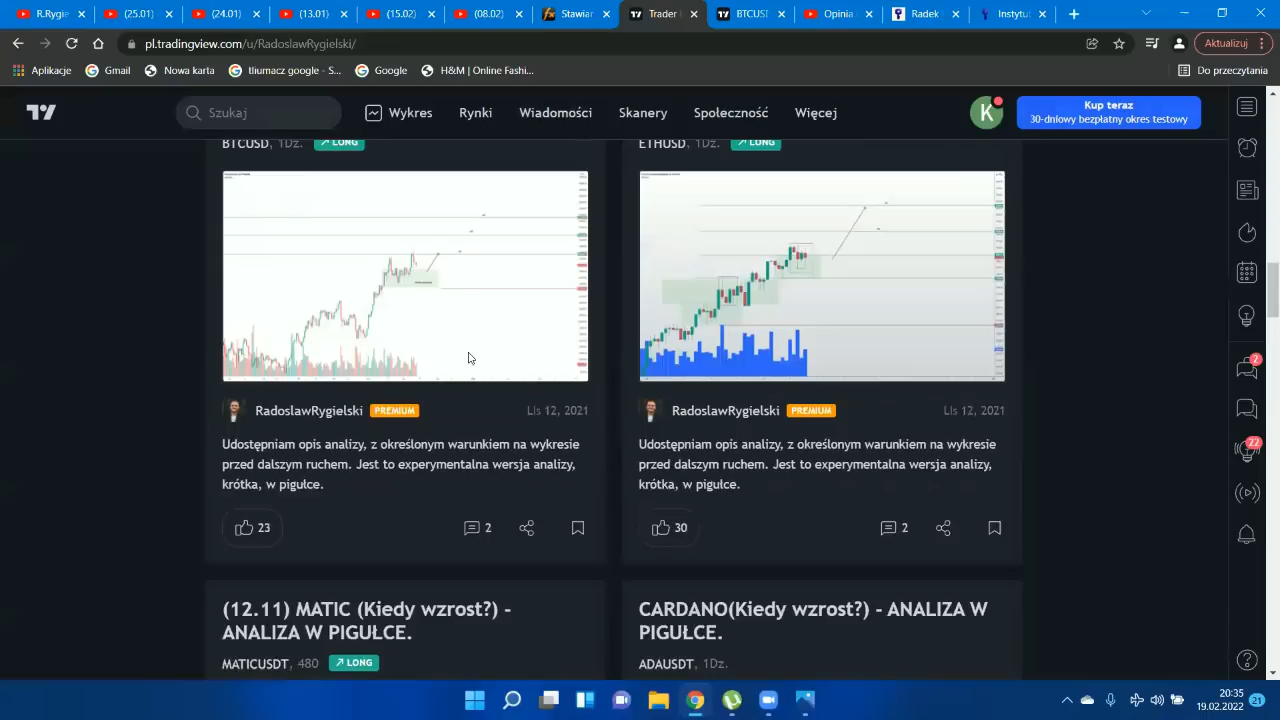 R.Rygie
(25.01)
(24.01)
(13.01)
(15.02)
(08.02)
Stawiar
Trader
BTCUSD
Opinia
Radek
Instytut
pl.tradingview.com/u/RadoslawRygielski/
Aktualizuj
Aplikacje
Gmail
Nowa karta
tłumacz google - S...
Google
H&M | Online Fashi...
Do przeczytania
Szukaj
Wykres
Rynki
Wiadomości
Skanery
Społeczność
Więcej
K
Kup teraz
30-dniowy bezpłatny okres testowy
BTCUSD, 1Dz.
LONG
RadoslawRygielski PREMIUM
Lis 12, 2021
Udostępniam opis analizy, z określonym warunkiem na wykresie
przed dalszym ruchem. Jest to experymentalna wersja analizy,
krótka, w pigułce.
23
2
ETHUSD, 1Dz.
LONG
RadoslawRygielski PREMIUM
Lis 12, 2021
Udostępniam opis analizy, z określonym warunkiem na wykresie
przed dalszym ruchem. Jest to experymentalna wersja analizy,
krótka, w pigułce.
30
2
(12.11) MATIC (Kiedy wzrost?) -
ANALIZA W PIGUŁCE.
MATICUSDT, 480
LONG
CARDANO(Kiedy wzrost?) - ANALIZA W
PIGUŁCE.
ADAUSDT, 1Dz.
2
22
20:35
19.02.2022
21